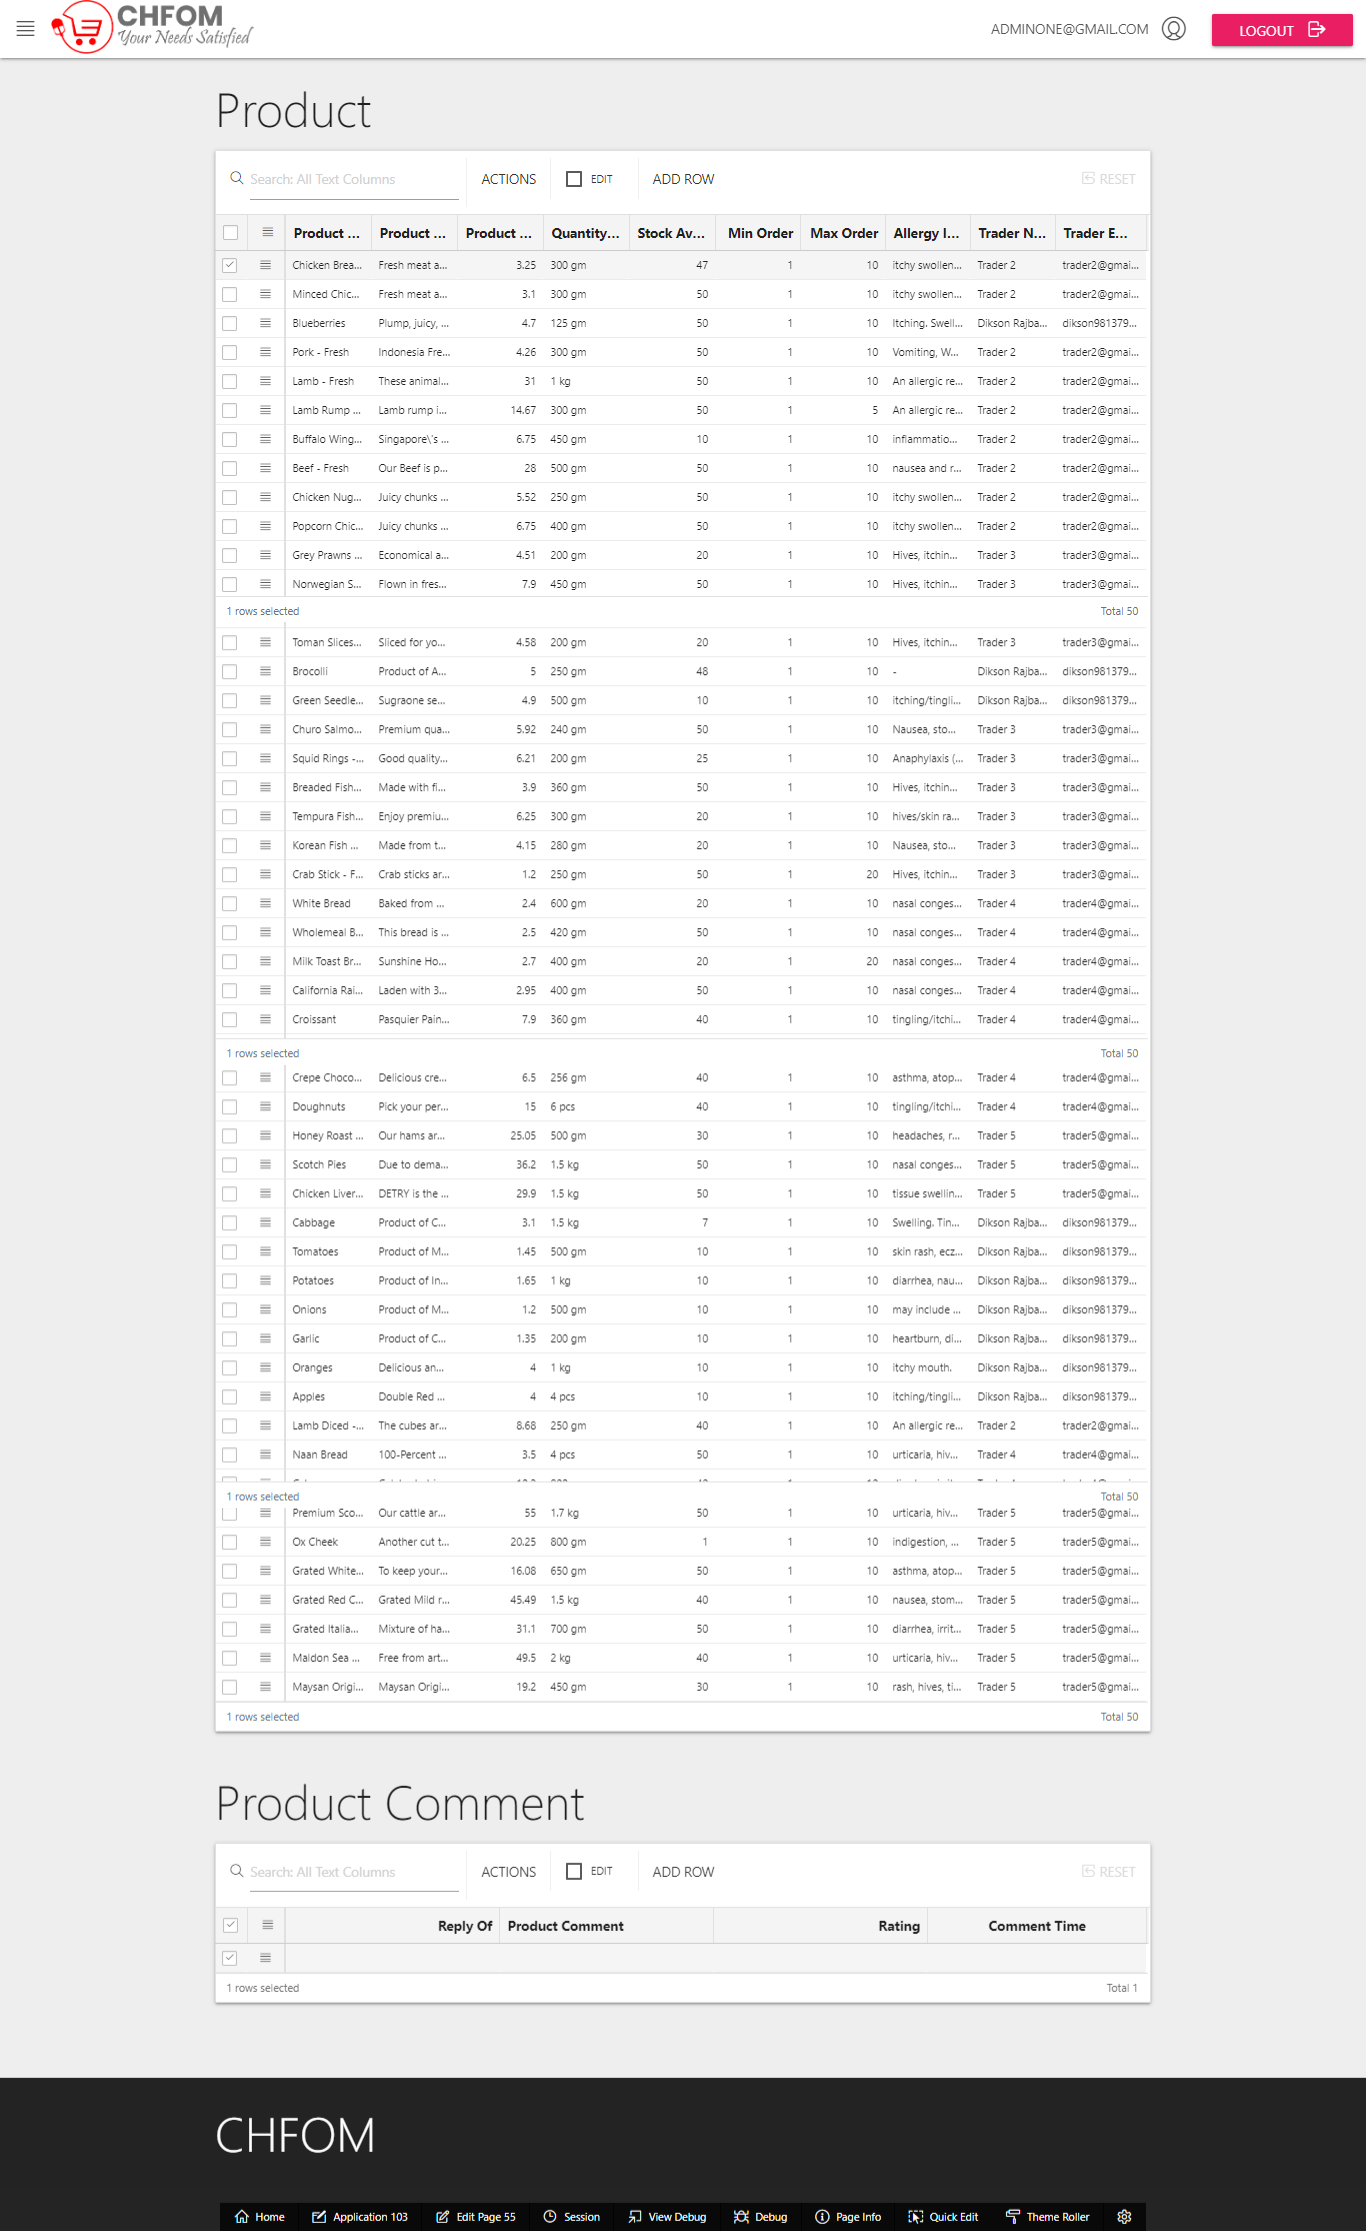 CHFOM
Your Needs Satisfied
ADMINONE@GMAIL.COM
LOGOUT
Product
Search: All Text Columns ACTIONS EDIT ADD ROW RESET
Product ... Product ... Product ... Quantity... Stock Av... Min Order Max Order Allergy I... Trader N... Trader E...
Chicken Brea... Fresh meat a... 3.25 300 gm 47 1 10 itchy swollen... Trader 2 trader2@gmai...
Minced Chic... Fresh meat a... 3.1 300 gm 50 1 10 itchy swollen... Trader 2 trader2@gmai...
Blueberries Plump, juicy, ... 4.7 125 gm 50 1 10 Itching. Swell... Dikson Rajba... dikson981379...
Pork - Fresh Indonesia Fre... 4.26 300 gm 50 1 10 Vomiting, W... Trader 2 trader2@gmai...
Lamb - Fresh These animal... 31 1 kg 50 1 10 An allergic re... Trader 2 trader2@gmai...
Lamb Rump ... Lamb rump i... 14.67 300 gm 50 1 5 An allergic re... Trader 2 trader2@gmai...
Buffalo Wing... Singapore\'s ... 6.75 450 gm 10 1 10 inflammatio... Trader 2 trader2@gmai...
Beef - Fresh Our Beef is p... 28 500 gm 50 1 10 nausea and r... Trader 2 trader2@gmai...
Chicken Nug... Juicy chunks ... 5.52 250 gm 50 1 10 itchy swollen... Trader 2 trader2@gmai...
Popcorn Chic... Juicy chunks ... 6.75 400 gm 50 1 10 itchy swollen... Trader 2 trader2@gmai...
Grey Prawns ... Economical a... 4.51 200 gm 20 1 10 Hives, itchin... Trader 3 trader3@gmai...
Norwegian S... Flown in fres... 7.9 450 gm 50 1 10 Hives, itchin... Trader 3 trader3@gmai...
1 rows selected Total 50
Toman Slices... Sliced for yo... 4.58 200 gm 20 1 10 Hives, itchin... Trader 3 trader3@gmai...
Brocolli Product of A... 5 250 gm 48 1 10 - Dikson Rajba... dikson981379...
Green Seedle... Sugraone se... 4.9 500 gm 10 1 10 itching/tingli... Dikson Rajba... dikson981379...
Churo Salmo... Premium qua... 5.92 240 gm 50 1 10 Nausea, sto... Trader 3 trader3@gmai...
Squid Rings -... Good quality... 6.21 200 gm 25 1 10 Anaphylaxis (... Trader 3 trader3@gmai...
Breaded Fish... Made with fi... 3.9 360 gm 50 1 10 Hives, itchin... Trader 3 trader3@gmai...
Tempura Fish... Enjoy premiu... 6.25 300 gm 20 1 10 hives/skin ra... Trader 3 trader3@gmai...
Korean Fish ... Made from t... 4.15 280 gm 20 1 10 Nausea, sto... Trader 3 trader3@gmai...
Crab Stick - F... Crab sticks ar... 1.2 250 gm 50 1 20 Hives, itchin... Trader 3 trader3@gmai...
White Bread Baked from ... 2.4 600 gm 20 1 10 nasal conges... Trader 4 trader4@gmai...
Wholemeal B... This bread is ... 2.5 420 gm 50 1 10 nasal conges... Trader 4 trader4@gmai...
Milk Toast Br... Sunshine Ho... 2.7 400 gm 20 1 20 nasal conges... Trader 4 trader4@gmai...
California Rai... Laden with 3... 2.95 400 gm 50 1 10 nasal conges... Trader 4 trader4@gmai...
Croissant Pasquier Pain... 7.9 360 gm 40 1 10 tingling/itchi... Trader 4 trader4@gmai...
1 rows selected Total 50
Crepe Choco... Delicious cre... 6.5 256 gm 40 1 10 asthma, atop... Trader 4 trader4@gmai...
Doughnuts Pick your per... 15 6 pcs 40 1 10 tingling/itchi... Trader 4 trader4@gmai...
Honey Roast ... Our hams ar... 25.05 500 gm 30 1 10 headaches, r... Trader 5 trader5@gmai...
Scotch Pies Due to dema... 36.2 1.5 kg 50 1 10 nasal conges... Trader 5 trader5@gmai...
Chicken Liver... DETRY is the ... 29.9 1.5 kg 50 1 10 tissue swellin... Trader 5 trader5@gmai...
Cabbage Product of C... 3.1 1.5 kg 7 1 10 Swelling. Tin... Dikson Rajba... dikson981379...
Tomatoes Product of M... 1.45 500 gm 10 1 10 skin rash, ecz... Dikson Rajba... dikson981379...
Potatoes Product of In... 1.65 1 kg 10 1 10 diarrhea, nau... Dikson Rajba... dikson981379...
Onions Product of M... 1.2 500 gm 10 1 10 may include ... Dikson Rajba... dikson981379...
Garlic Product of C... 1.35 200 gm 10 1 10 heartburn, di... Dikson Rajba... dikson981379...
Oranges Delicious an... 4 1 kg 10 1 10 itchy mouth. Dikson Rajba... dikson981379...
Apples Double Red ... 4 4 pcs 10 1 10 itching/tingli... Dikson Rajba... dikson981379...
Lamb Diced -... The cubes ar... 8.68 250 gm 40 1 10 An allergic re... Trader 2 trader2@gmai...
Naan Bread 100-Percent ... 3.5 4 pcs 50 1 10 urticaria, hiv... Trader 4 trader4@gmai...
1 rows selected Total 50
Premium Sco... Our cattle ar... 55 1.7 kg 50 1 10 urticaria, hiv... Trader 5 trader5@gmai...
Ox Cheek Another cut t... 20.25 800 gm 1 1 10 indigestion, ... Trader 5 trader5@gmai...
Grated White... To keep your... 16.08 650 gm 50 1 10 asthma, atop... Trader 5 trader5@gmai...
Grated Red C... Grated Mild r... 45.49 1.5 kg 40 1 10 nausea, stom... Trader 5 trader5@gmai...
Grated Italia... Mixture of ha... 31.1 700 gm 50 1 10 diarrhea, irrit... Trader 5 trader5@gmai...
Maldon Sea ... Free from art... 49.5 2 kg 40 1 10 urticaria, hiv... Trader 5 trader5@gmai...
Maysan Origi... Maysan Origi... 19.2 450 gm 30 1 10 rash, hives, ti... Trader 5 trader5@gmai...
1 rows selected Total 50
Product Comment
Search: All Text Columns ACTIONS EDIT ADD ROW RESET
Reply Of Product Comment Rating Comment Time
1 rows selected Total 1
CHFOM
Home Application 103 Edit Page 55 Session View Debug Debug Page Info Quick Edit Theme Roller